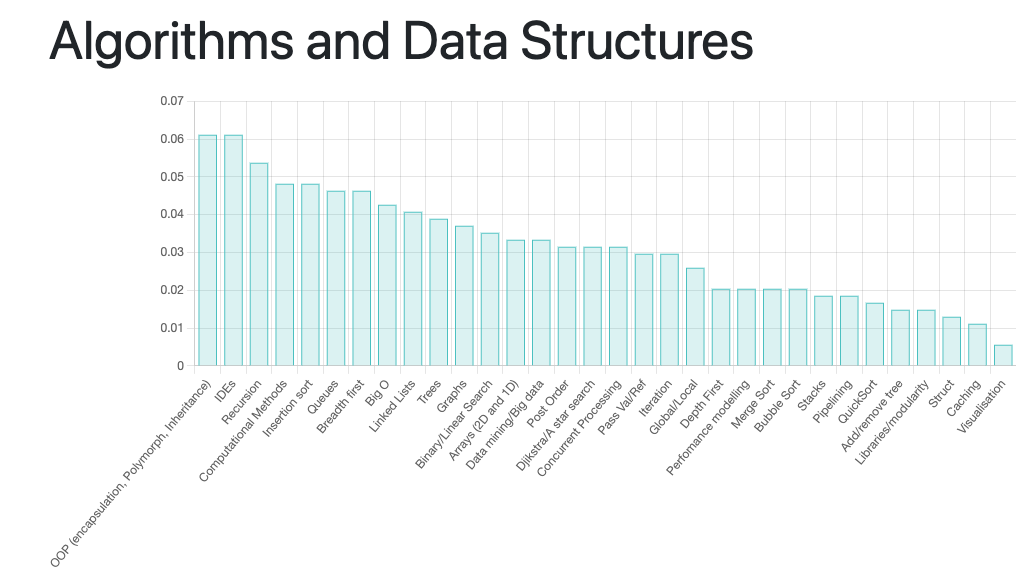 Algorithms and Data Structures
0.07
0.06
0.05
0.04
0.03
0.02
0.01
0
OOP (encapsulation, Polymorph, Inheritance)
IDEs
Recursion
Computational Methods
Insertion sort
Queues
Breadth first
Big O
Linked Lists
Trees
Graphs
Binary/Linear Search
Arrays (2D and 1D)
Data mining/Big data
Post Order
Djikstra/A star search
Concurrent Processing
Pass Val/Ref
Iteration
Global/Local
Depth First
Perfomance modelling
Merge Sort
Bubble Sort
Stacks
Pipelining
QuickSort
Add/remove tree
Libraries/modularity
Struct
Caching
Visualisation